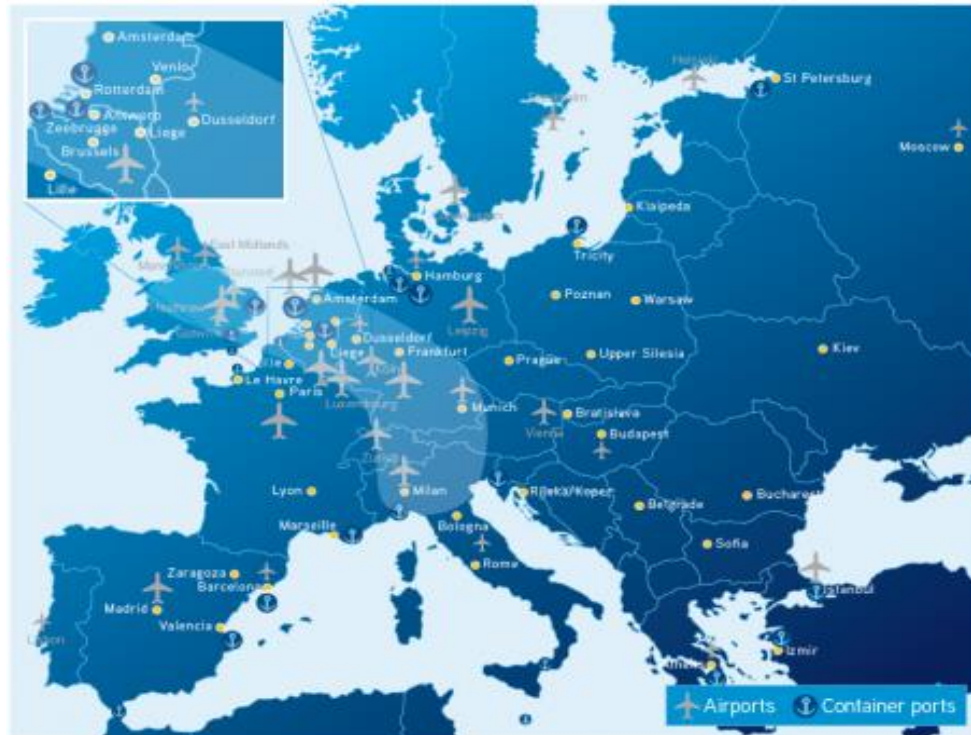 Amsterdam
Venlo
Rotterdam
Antwerp
Zeebrugge
Liege
Dusseldorf
Brussels
Lille
Helsinki
St Petersburg
Moscow
Klaipeda
Tricity
East Midlands
Hamburg
Amsterdam
Poznan
Warsaw
Leipzig
Dusseldorf
Liege
Frankfurt
Prague
Upper Silesia
Kiev
Le Havre
Paris
Luxembourg
Munich
Vienna
Bratislava
Budapest
Zurich
Lyon
Milan
Rijeka/Koper
Belgrade
Bucharest
Marseille
Bologna
Sofia
Roma
Zaragoza
Barcelona
Madrid
Valencia
Lisbon
Istanbul
Izmir
Airports
Container ports